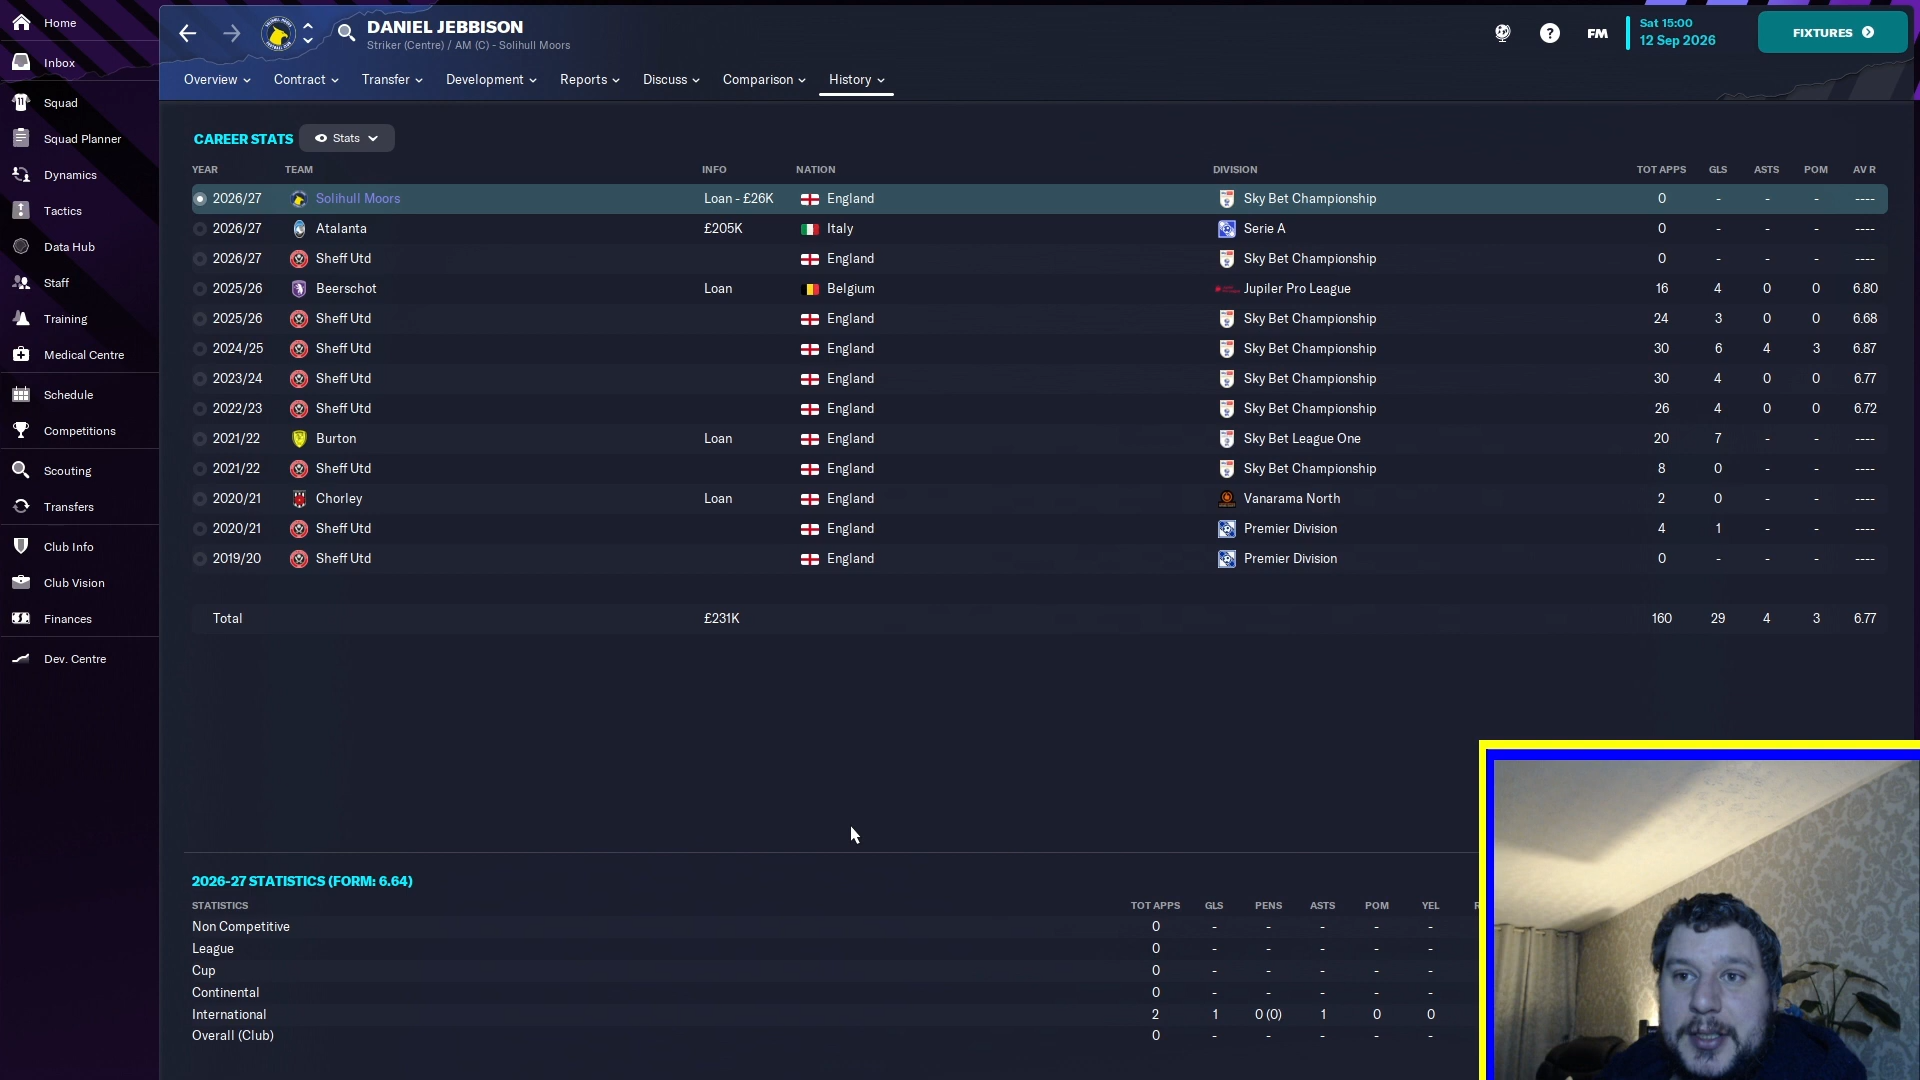 Home
Inbox
Squad
Squad Planner
Dynamics
Tactics
Data Hub
Staff
Training
Medical Centre
Schedule
Competitions
Scouting
Transfers
Club Info
Club Vision
Finances
Dev. Centre
DANIEL JEBBISON
Striker (Centre) / AM (C) - Solihull Moors
? FM Sat 15:00
12 Sep 2026
FIXTURES
Overview Contract Transfer Development Reports Discuss Comparison History
CAREER STATS Stats
YEAR TEAM INFO NATION DIVISION TOT APPS GLS ASTS POM AV R
2026/27 Solihull Moors Loan - £26K England Sky Bet Championship 0 - - - ----
2026/27 Atalanta £205K Italy Serie A 0 - - - ----
2026/27 Sheff Utd England Sky Bet Championship 0 - - - ----
2025/26 Beerschot Loan Belgium Jupiler Pro League 16 4 0 0 6.80
2025/26 Sheff Utd England Sky Bet Championship 24 3 0 0 6.68
2024/25 Sheff Utd England Sky Bet Championship 30 6 4 3 6.87
2023/24 Sheff Utd England Sky Bet Championship 30 4 0 0 6.77
2022/23 Sheff Utd England Sky Bet Championship 26 4 0 0 6.72
2021/22 Burton Loan England Sky Bet League One 20 7 - - ----
2021/22 Sheff Utd England Sky Bet Championship 8 0 - - ----
2020/21 Chorley Loan England Vanarama North 2 0 - - ----
2020/21 Sheff Utd England Premier Division 4 1 - - ----
2019/20 Sheff Utd England Premier Division 0 - - - ----
Total £231K 160 29 4 3 6.77
2026-27 STATISTICS (FORM: 6.64)
STATISTICS TOT APPS GLS PENS ASTS POM YEL
Non Competitive 0 - - - - -
League 0 - - - - -
Cup 0 - - - - -
Continental 0 - - - - -
International 2 1 0 (0) 1 0 0
Overall (Club) 0 - - - - -